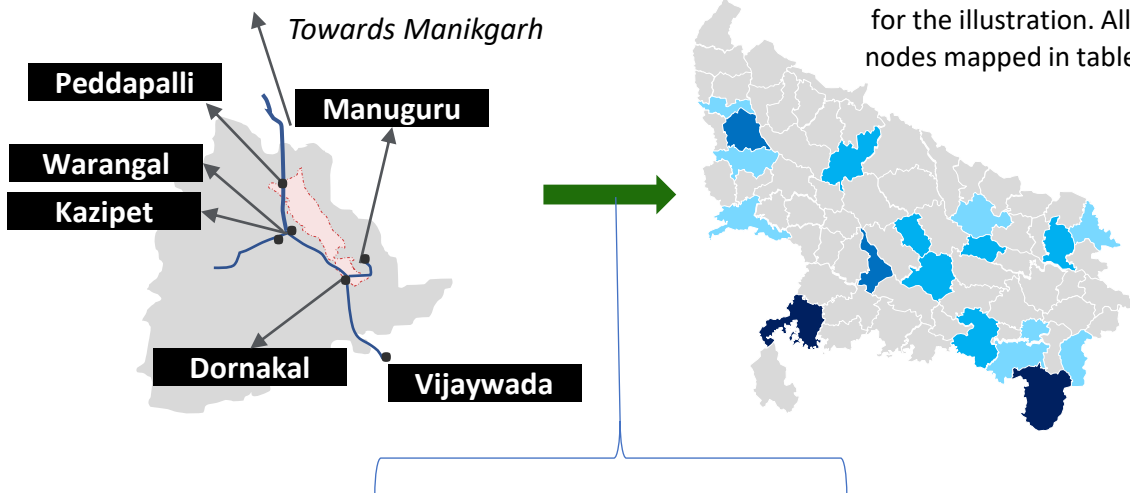 Towards Manikgarh
for the illustration. All
nodes mapped in table
Peddapalli
Manuguru
Warangal
Kazipet
Dornakal
Vijaywada